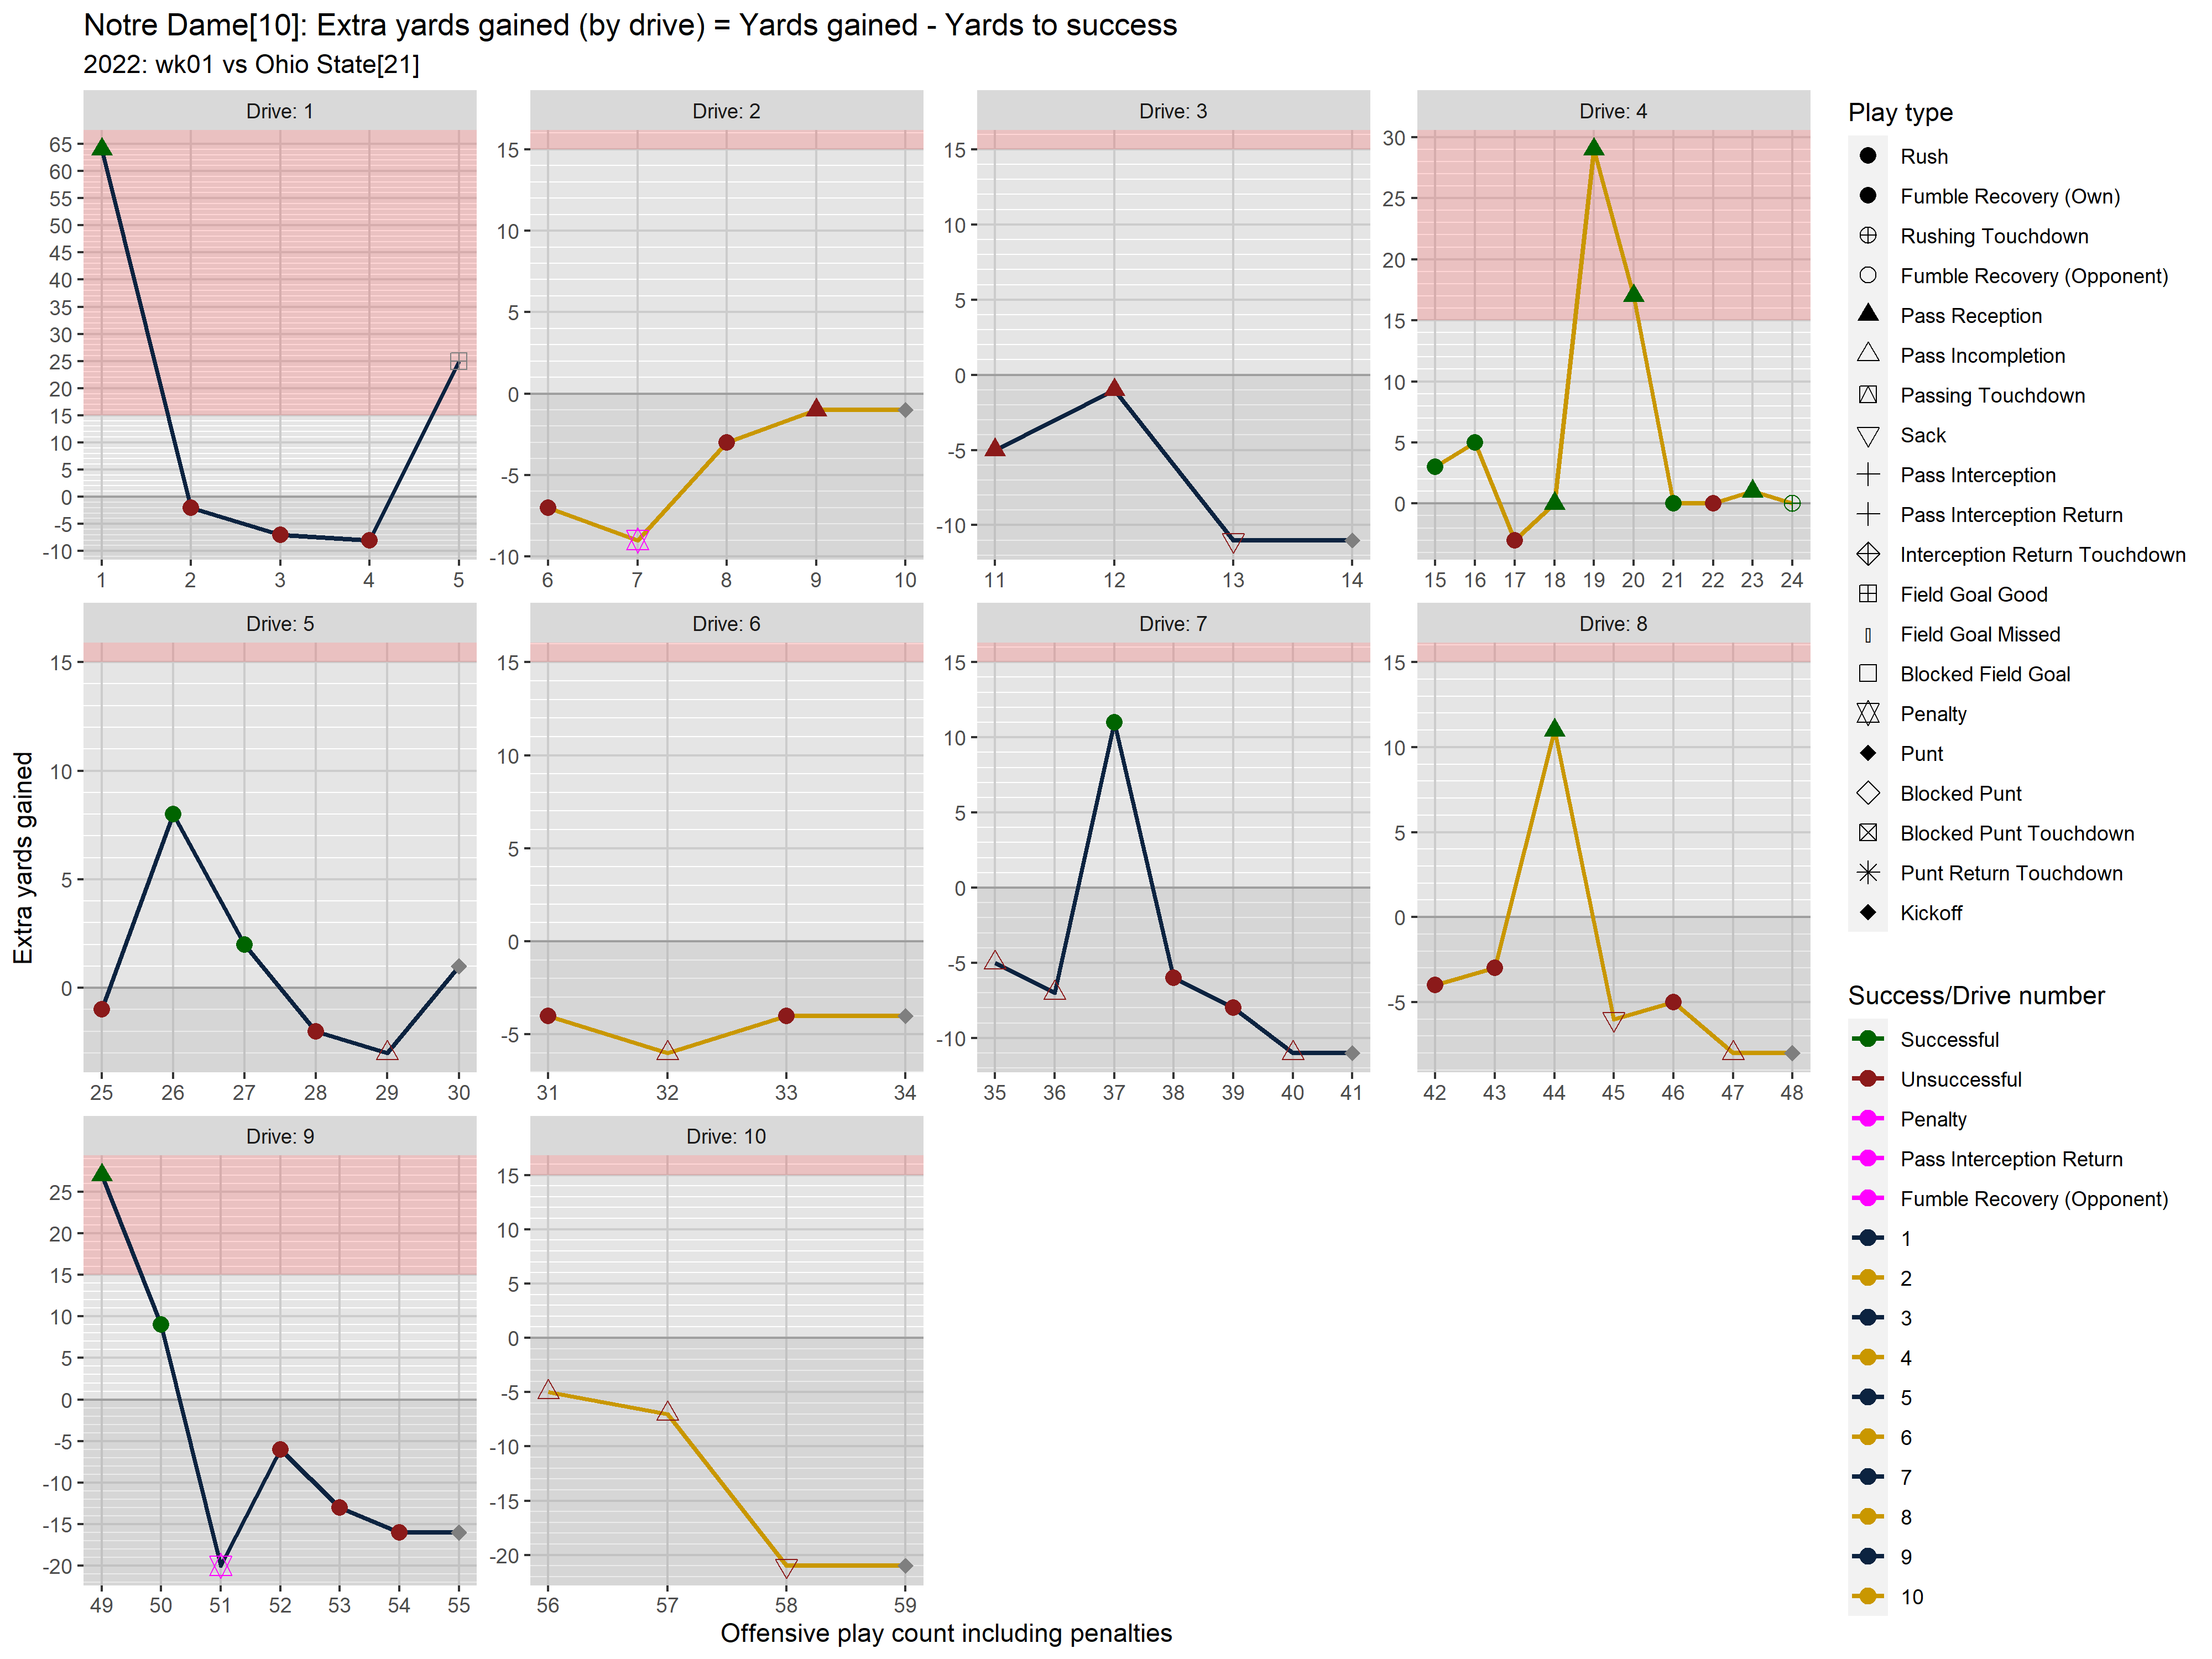 Notre Dame[10]: Extra yards gained (by drive) = Yards gained - Yards to success
2022: wk01 vs Ohio State[21]
Drive: 1
65
60
55
50
45
40
35
30
25
20
15
10
5
0
-5
-10
1 2 3 4 5
Drive: 2
15
10
5
0
-5
-10
6 7 8 9 10
Drive: 3
15
10
5
0
-5
-10
11 12 13 14
Drive: 4
30
25
20
15
10
5
0
15 16 17 18 19 20 21 22 23 24
Drive: 5
15
10
5
0
25 26 27 28 29 30
Drive: 6
15
10
5
0
-5
31 32 33 34
Drive: 7
15
10
5
0
-5
-10
35 36 37 38 39 40 41
Drive: 8
15
10
5
0
-5
42 43 44 45 46 47 48
Drive: 9
25
20
15
10
5
0
-5
-10
-15
-20
49 50 51 52 53 54 55
Drive: 10
15
10
5
0
-5
-10
-15
-20
56 57 58 59
Extra yards gained
Offensive play count including penalties
Play type
Rush
Fumble Recovery (Own)
Rushing Touchdown
Fumble Recovery (Opponent)
Pass Reception
Pass Incompletion
Passing Touchdown
Sack
Pass Interception
Pass Interception Return
Interception Return Touchdown
Field Goal Good
Field Goal Missed
Blocked Field Goal
Penalty
Punt
Blocked Punt
Blocked Punt Touchdown
Punt Return Touchdown
Kickoff
Success/Drive number
Successful
Unsuccessful
Penalty
Pass Interception Return
Fumble Recovery (Opponent)
1
2
3
4
5
6
7
8
9
10